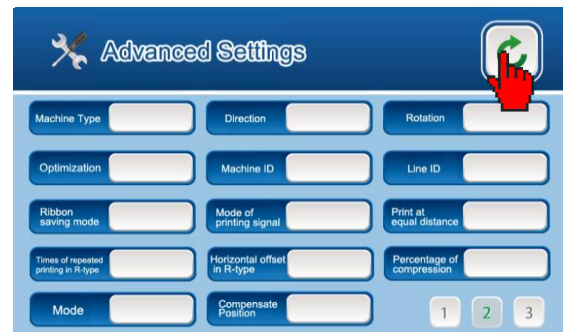 Advanced Settings
Machine Type
Direction
Rotation
Optimization
Machine ID
Line ID
Ribbon
saving mode
Mode of
printing signal
Print at
equal distance
Times of repeated
printing in R-type
Horizontal offset
in R-type
Percentage of
compression
Mode
Compensate
Position
1 2 3